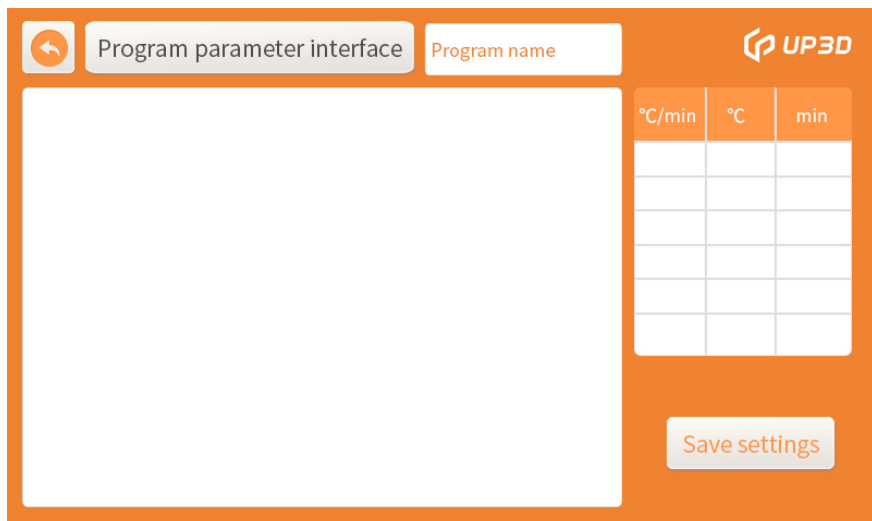 Program parameter interface
Program name
UP3D
°C/min
°C
min
Save settings